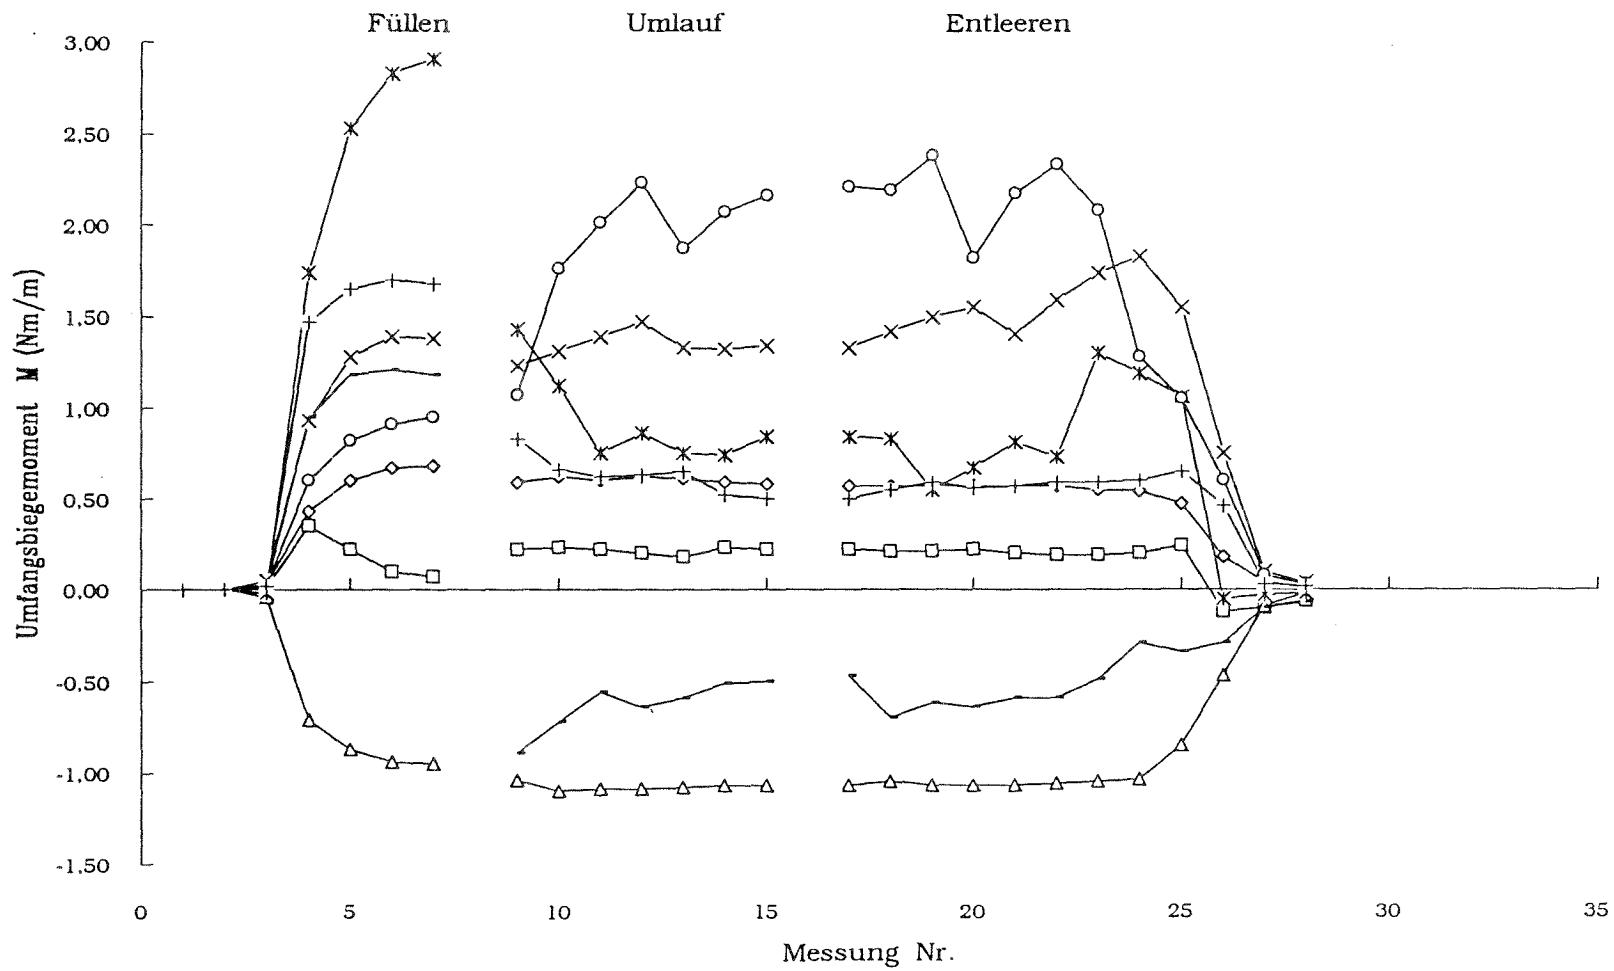 Füllen Umlauf Entleeren
3,00
2,50
2,00
1,50
1,00
0,50
0,00
-0,50
-1,00
-1,50
Umfangsbiegemoment M (Nm/m)
0 5 10 15 20 25 30 35
Messung Nr.